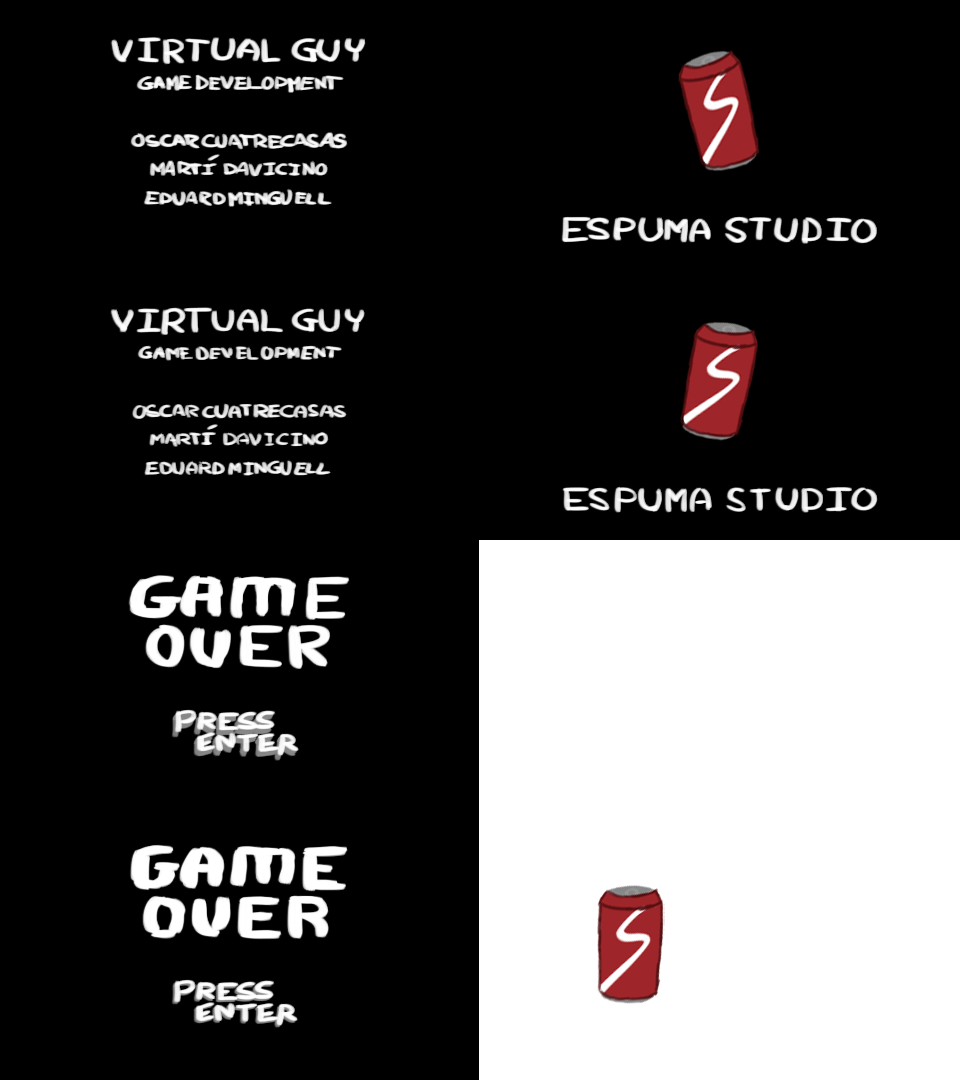 VIRTUAL GUY
GAME DEVELOPMENT
OSCAR CUATRECASAS
MARTÍ DAVICINO
EDUARD MINGUELL
S
ESPUMA STUDIO
VIRTUAL GUY
GAME DEVELOPMENT
OSCAR CUATRECASAS
MARTÍ DAVICINO
EDUARD MINGUELL
S
ESPUMA STUDIO
GAME
OVER
PRESS
ENTER
GAME
OVER
PRESS
ENTER
S